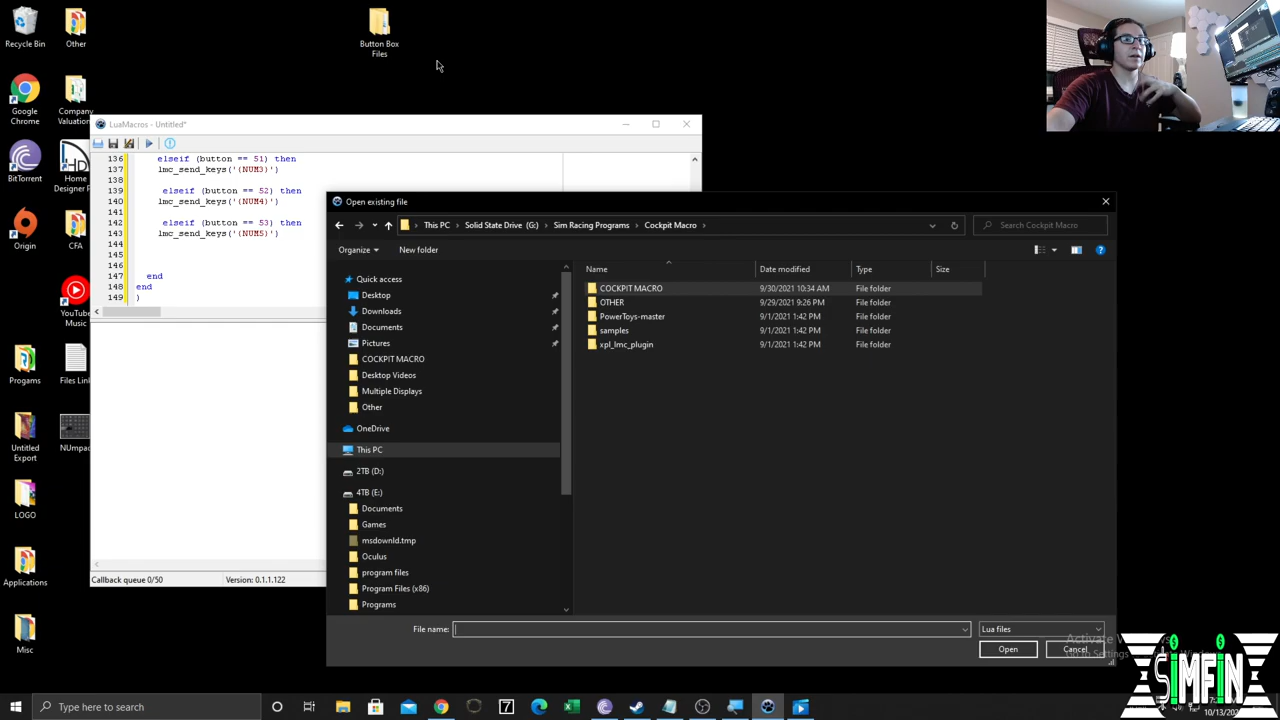 Recycle Bin
Other
Button Box
Files
Google
Chrome
Company
Valuation
BitTorrent
Home
Designer P
Origin
CFA
YouTube
Music
Files Link
Progams
Untitled
Export
NUmpad
LOGO
Applications
Misc
LuaMacros - Untitled*
136 elseif (button == 51) then
137 lmc_send_keys('(NUM3)')
138
139 elseif (button == 52) then
140 lmc_send_keys('(NUM4)')
141
142 elseif (button == 53) then
143 lmc_send_keys('(NUM5)')
144
145
146
147 end
148 end
149 )
Callback queue 0/50
Version: 0.1.1.122
Open existing file
This PC › Solid State Drive (G:) › Sim Racing Programs › Cockpit Macro ›
Search Cockpit Macro
Organize
New folder
Name Date modified Type Size
COCKPIT MACRO 9/30/2021 10:34 AM File folder
OTHER 9/29/2021 9:26 PM File folder
PowerToys-master 9/1/2021 1:42 PM File folder
samples 9/1/2021 1:42 PM File folder
xpl_lmc_plugin 9/1/2021 1:42 PM File folder
Quick access
Desktop
Downloads
Documents
Pictures
COCKPIT MACRO
Desktop Videos
Multiple Displays
Other
OneDrive
This PC
2TB (D:)
4TB (E:)
Documents
Games
msdownld.tmp
Oculus
program files
Program Files (x86)
Programs
File name:
Lua files
Open
Cancel
Activate
Go to Settings to
SIMFIN
Type here to search